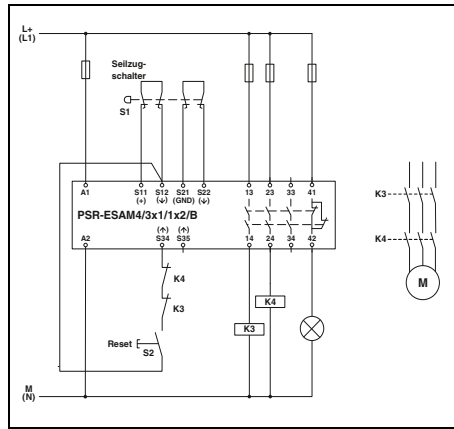 L+
(L1)
Seilzug-
schalter
S1
A1 S11 S12 S21 S22 13 23 33 41
(+) (↓) (GND) (↓)
PSR-ESAM4/3x1/1x2/B
(↑) (↑)
A2 S34 S35 14 24 34 42
K4
K3
Reset
S2
K4
K3
M
(N)
K3
K4
M